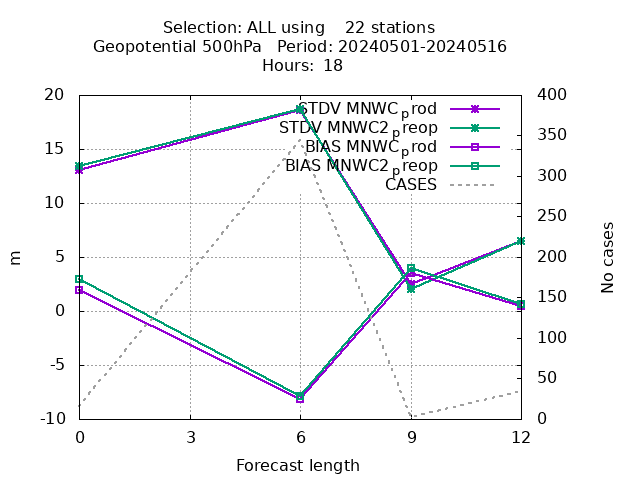 Selection: ALL using    22 stations
Geopotential 500hPa   Period: 20240501-20240516
Hours: 18
20
15
10
5
0
-5
-10
m
400
350
300
250
200
150
100
50
0
No cases
STDV MNWC_prod
STDV MNWC2_preop
BIAS MNWC_prod
BIAS MNWC2_preop
CASES
0 3 6 9 12
Forecast length